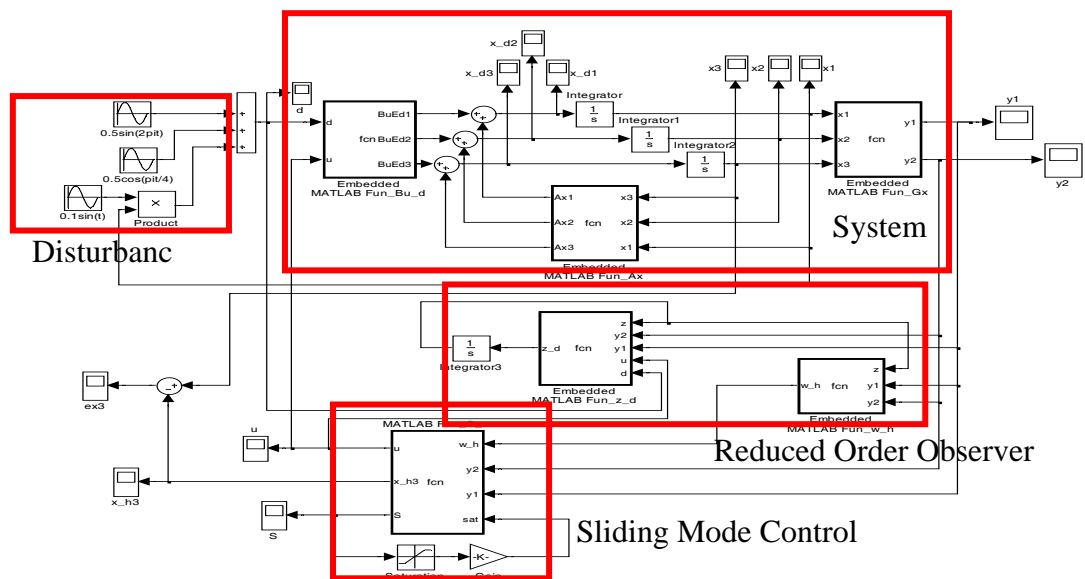 x_d2
x_d3
x_d1
x3
x2
x1
d
Integrator
1
s
Integrator1
1
s
Integrator2
1
s
y1
y2
0.5sin(2pit)
0.5cos(pit/4)
0.1sin(t)
×
Product
+
+
+
d
u
fcn
BuEd1
BuEd2
BuEd3
Embedded
MATLAB Fun_Bu_d
+
+
+
+
+
+
x1
x2
x3
fcn
y1
y2
Embedded
MATLAB Fun_Gx
Ax1
Ax2
Ax3
fcn
x3
x2
x1
Embedded
MATLAB Fun_Ax
System
Disturbanc
1
s
Integrator3
z_d
fcn
z
y2
y1
u
d
Embedded
MATLAB Fun_z_d
w_h
fcn
z
y1
y2
Embedded
MATLAB Fun_w_h
Reduced Order Observer
ex3
-
+
u
x_h3
S
u
x_h3
S
fcn
w_h
y2
y1
sat
-K-
Sliding Mode Control